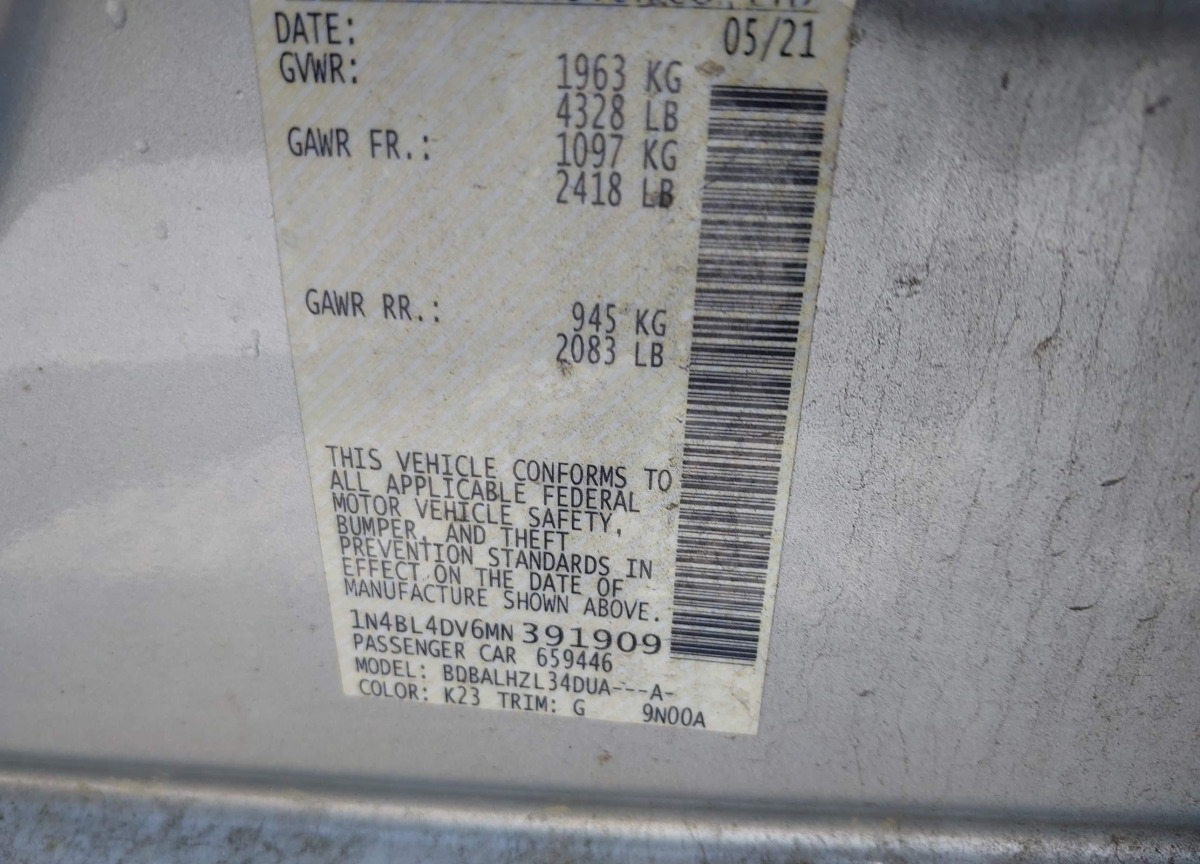 DATE: 05/21
GVWR: 1963 KG
4328 LB
GAWR FR.: 1097 KG
2418 LB
GAWR RR.: 945 KG
2083 LB
THIS VEHICLE CONFORMS TO
ALL APPLICABLE FEDERAL
MOTOR VEHICLE SAFETY,
BUMPER, AND THEFT
PREVENTION STANDARDS IN
EFFECT ON THE DATE OF
MANUFACTURE SHOWN ABOVE.
1N4BL4DV6MN391909
PASSENGER CAR 659446
MODEL: BDBALHZL34DUA---A-
COLOR: K23 TRIM: G 9N00A